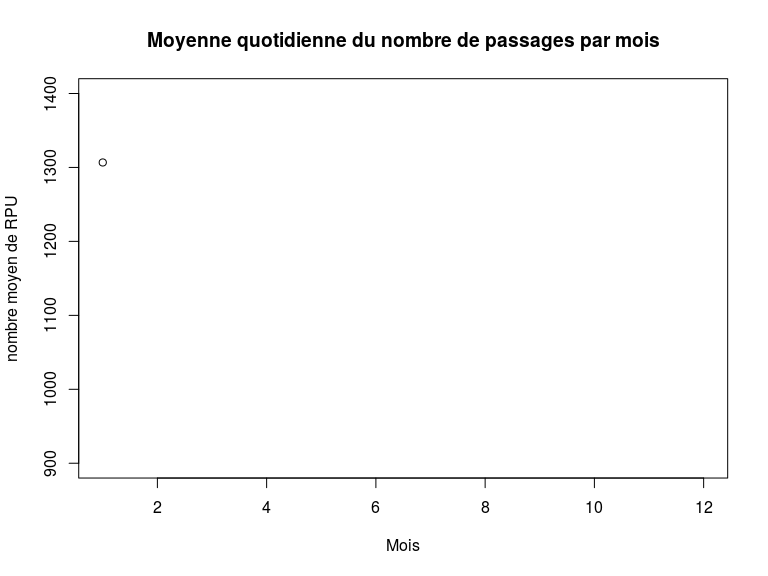 Moyenne quotidienne du nombre de passages par mois
nombre moyen de RPU
1400
1300
1200
1100
1000
900
2 4 6 8 10 12
Mois